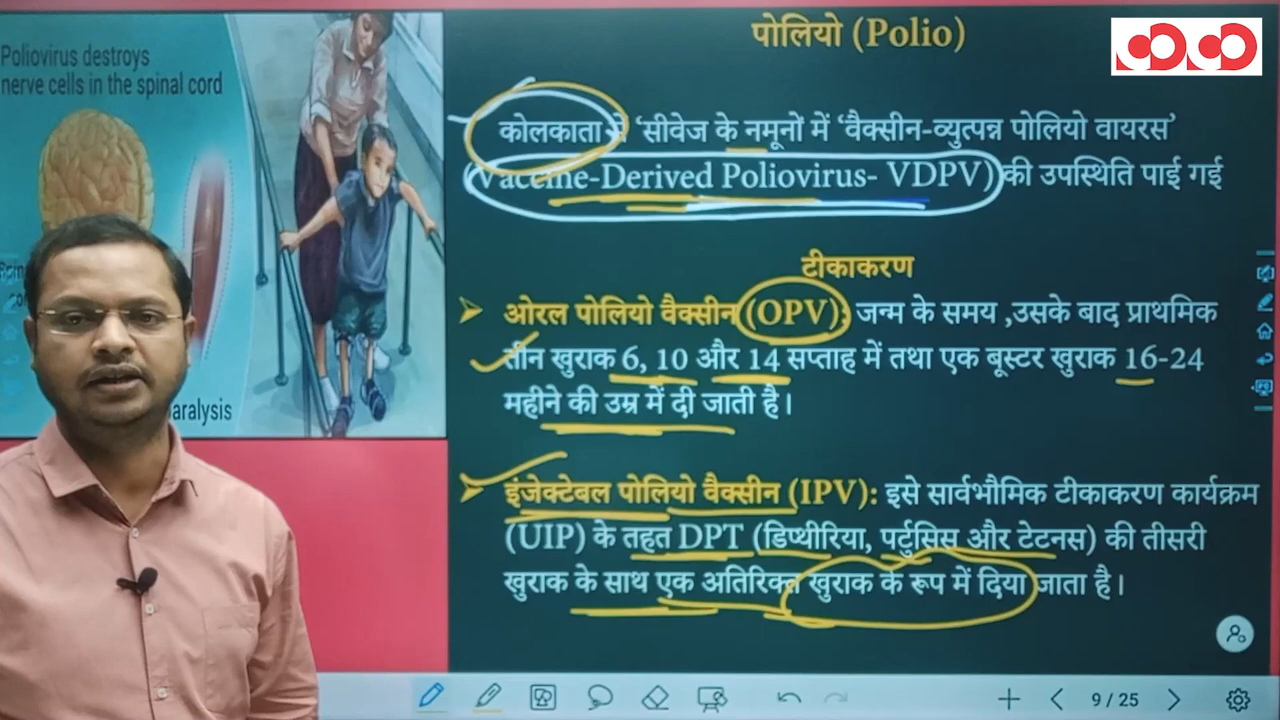 Poliovirus destroys
nerve cells in the spinal cord
पोलियो (Polio)
कोलकाता 'सीवेज के नमूनों में 'वैक्सीन-व्युत्पन्न पोलियो वायरस'
(Vaccine-Derived Poliovirus- VDPV) की उपस्थिति पाई गई
टीकाकरण
ओरल पोलियो वैक्सीन (OPV): जन्म के समय ,उसके बाद प्राथमिक
तीन खुराक 6, 10 और 14 सप्ताह में तथा एक बूस्टर खुराक 16-24
महीने की उम्र में दी जाती है।
इंजेक्टेबल पोलियो वैक्सीन (IPV): इसे सार्वभौमिक टीकाकरण कार्यक्रम
(UIP) के तहत DPT (डिप्थीरिया, पर्टुसिस और टेटनस) की तीसरी
खुराक के साथ एक अतिरिक्त खुराक के रूप में दिया जाता है।
9 / 25